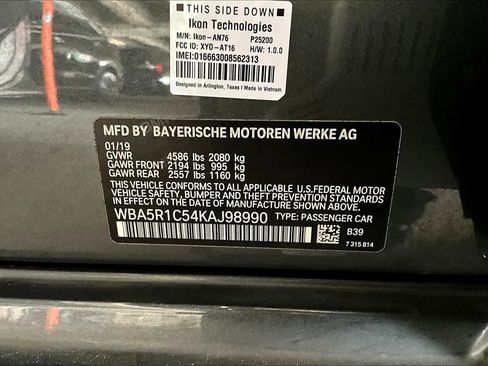 THIS SIDE DOWN
Ikon Technologies
M/N: Ikon-AN76 P25200
FCC ID: XYO-AT16 H/W: 1.0.0
IMEI:016663008562313
Designed in Arlington, Texas I Made in Vietnam
MFD BY BAYERISCHE MOTOREN WERKE AG
01/19
GVWR 4586 lbs 2080 kg
GAWR FRONT 2194 lbs 995 kg
GAWR REAR 2557 lbs 1160 kg
THIS VEHICLE CONFORMS TO ALL APPLICABLE U.S.FEDERAL MOTOR
VEHICLE SAFETY, BUMPER, AND THEFT PREVENTION STANDARDS
IN EFFECT ON THE DATE OF MANUFACTURE SHOWN ABOVE.
WBA5R1C54KAJ98990 TYPE: PASSENGER CAR
B39
7 315 814